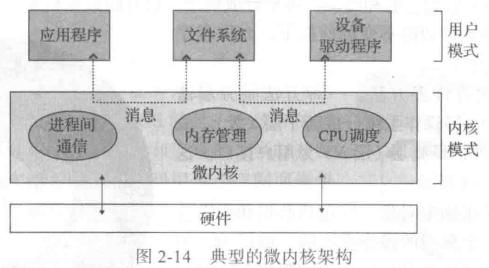 应用程序
文件系统
设备
驱动程序
用户
模式
消息
消息
进程间
通信
内存管理
CPU调度
微内核
内核
模式
硬件
图 2-14 典型的微内核架构